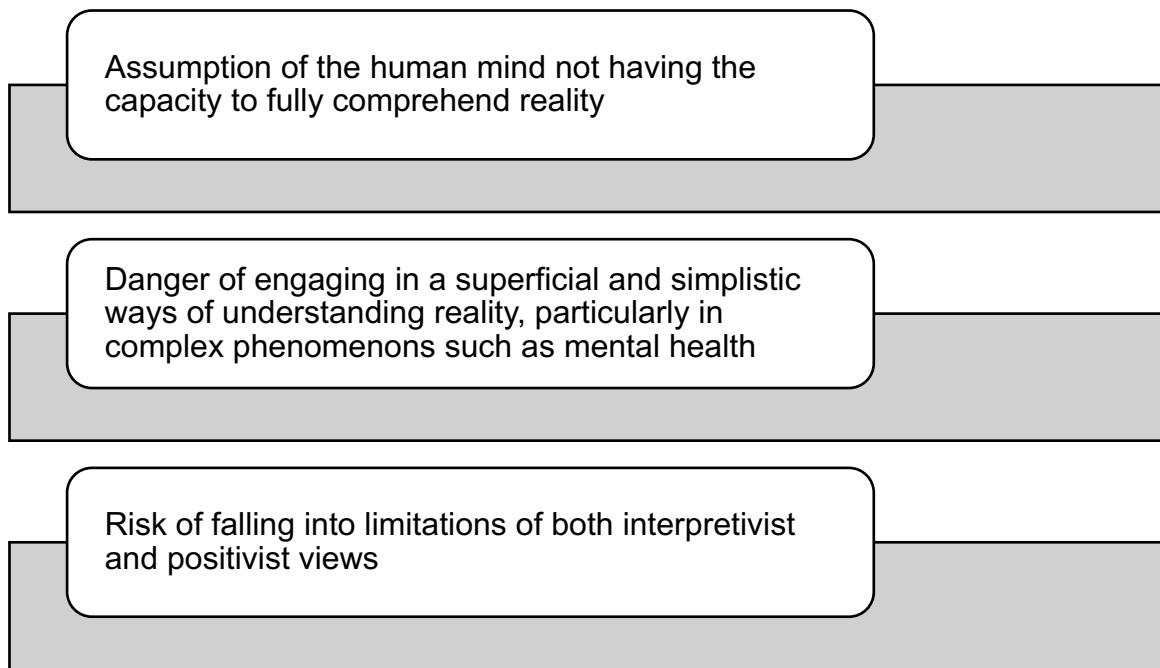 Assumption of the human mind not having the
capacity to fully comprehend reality
Danger of engaging in a superficial and simplistic
ways of understanding reality, particularly in
complex phenomenons such as mental health
Risk of falling into limitations of both interpretivist
and positivist views